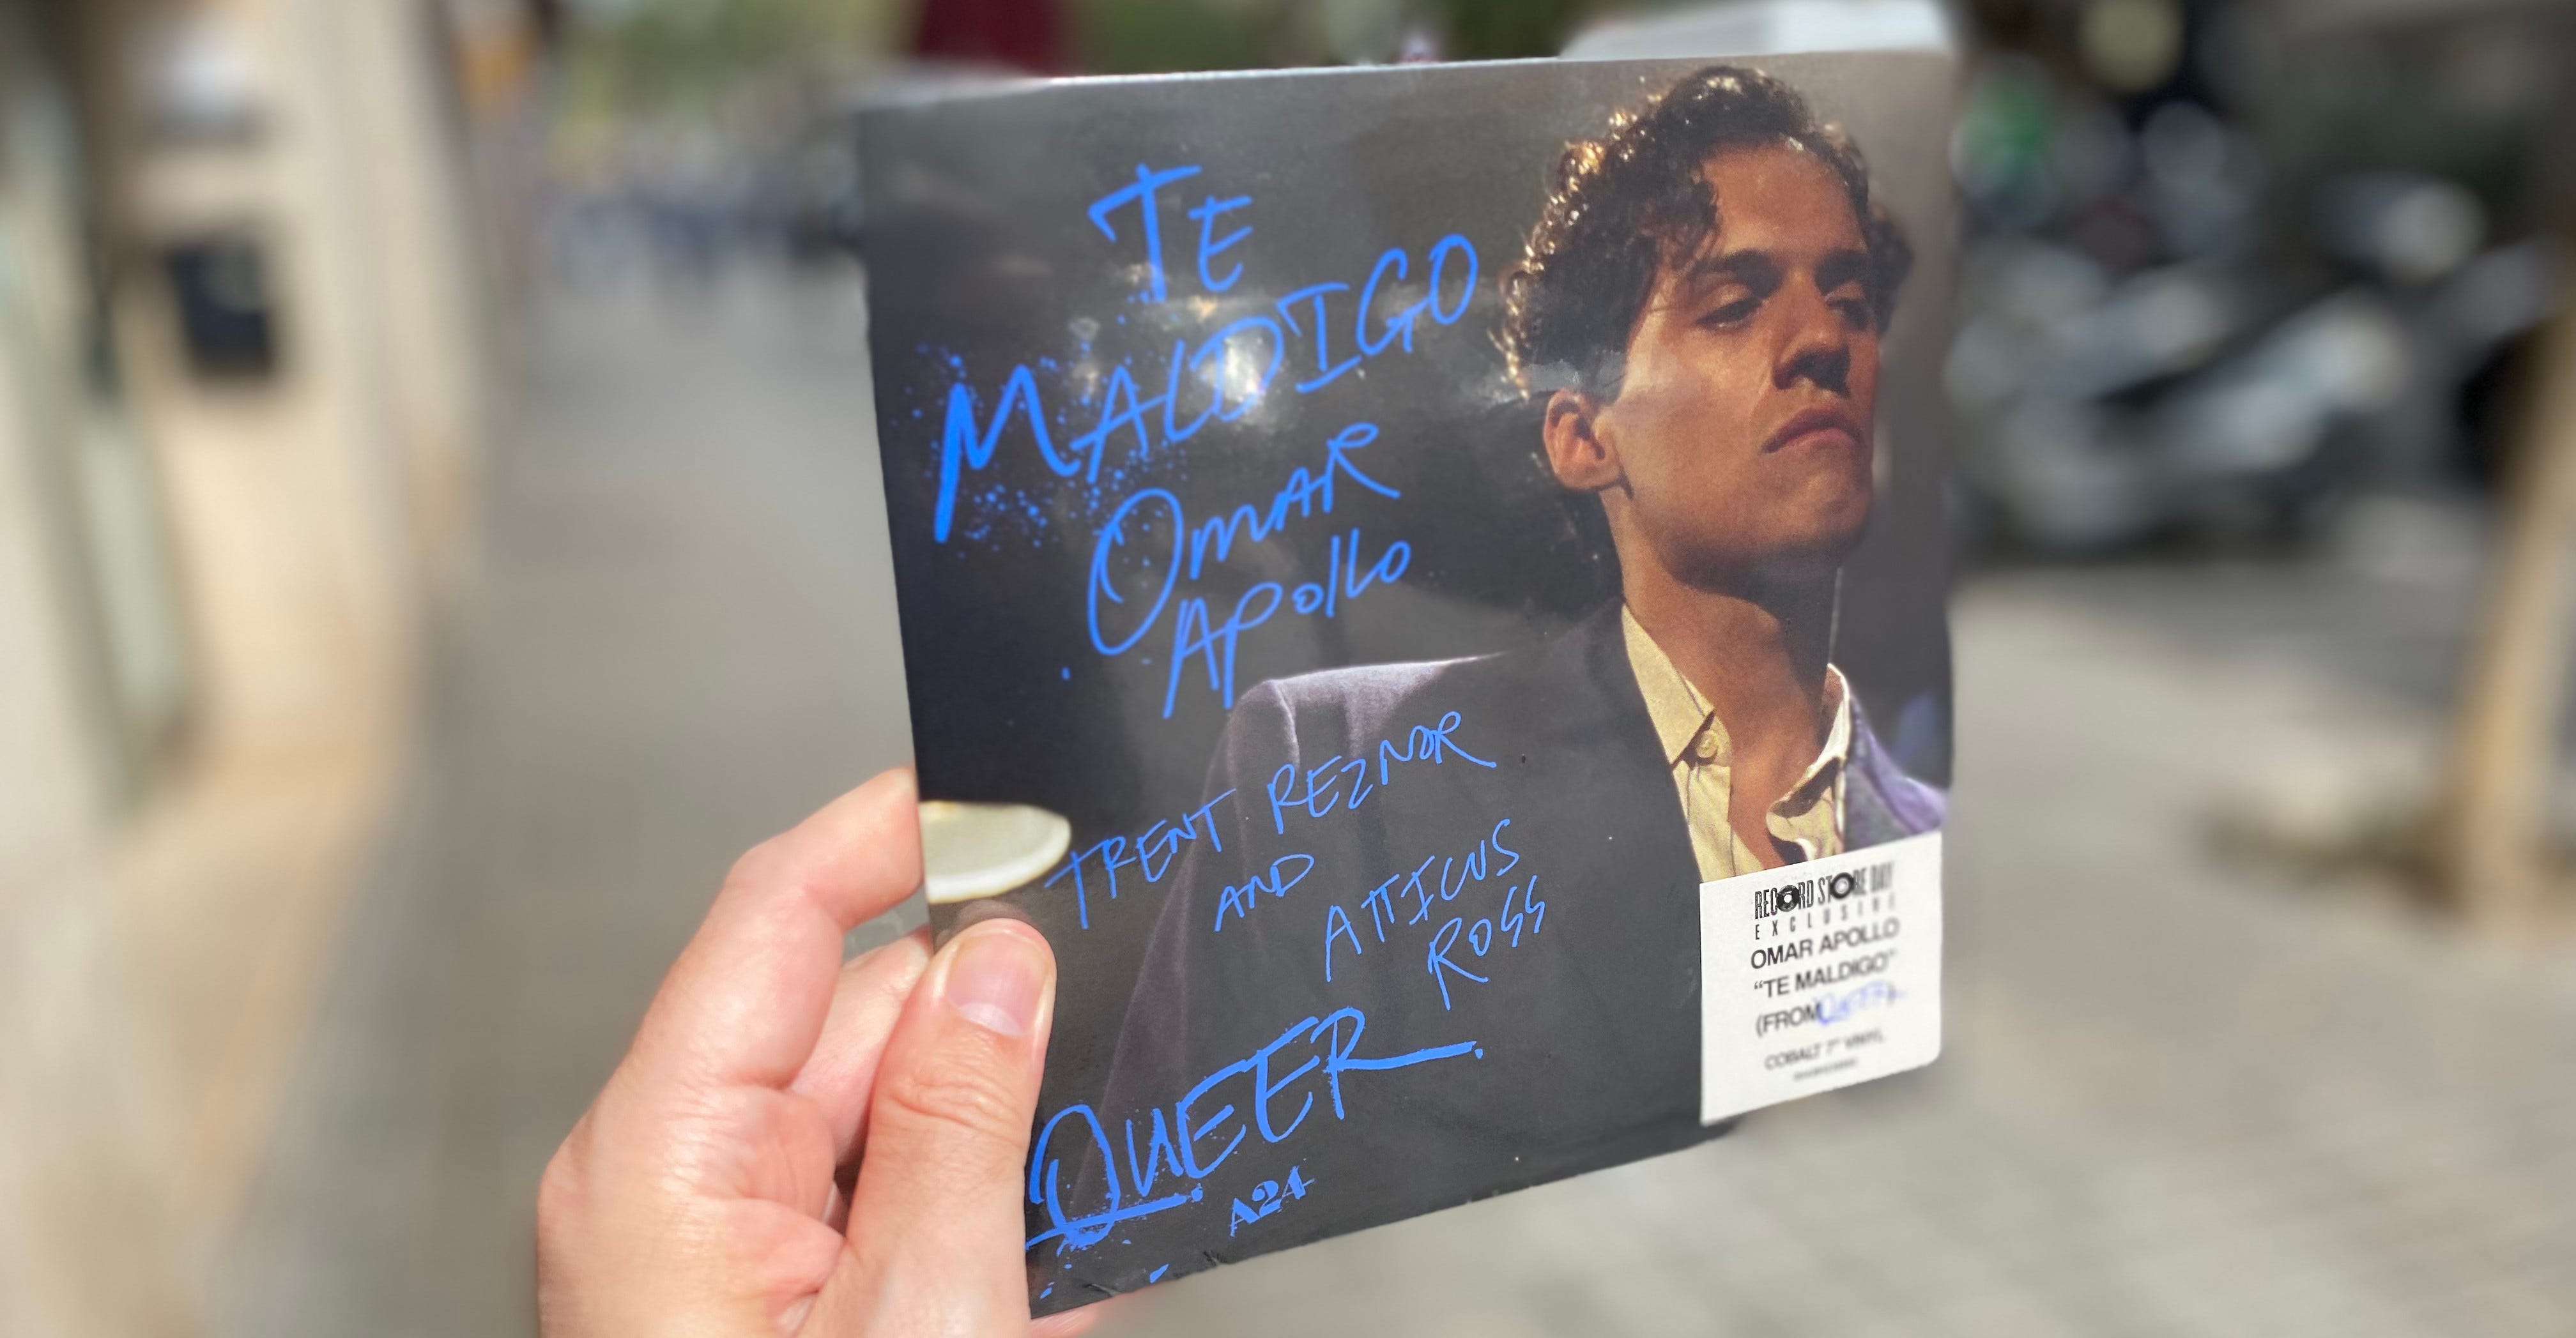 TE
MALDIGO
OMAR
APOLLO
TRENT REZNOR
AND
ATTICUS
ROSS
QUEER
A24
RECORD STORE DAY
EXCLUSIVE
OMAR APOLLO
"TE MALDIGO"
(FROM QUEER)
COBALT 7" VINYL